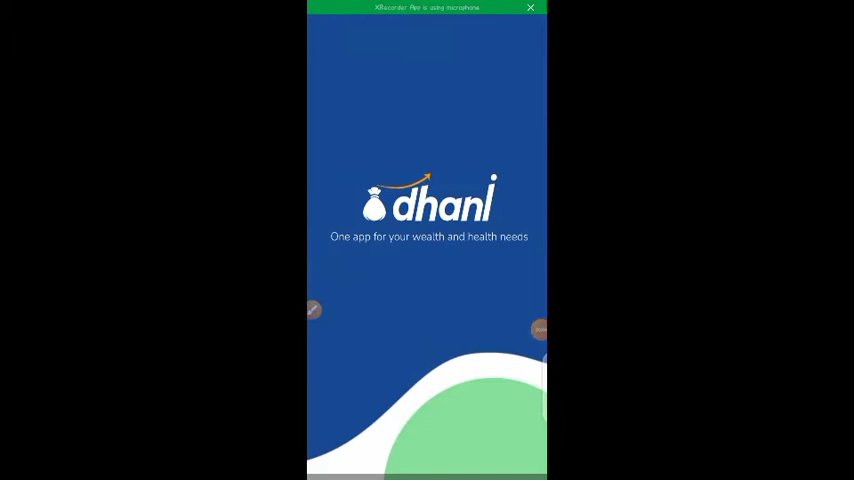 XRecorder App is using microphone
dhani
One app for your wealth and health needs